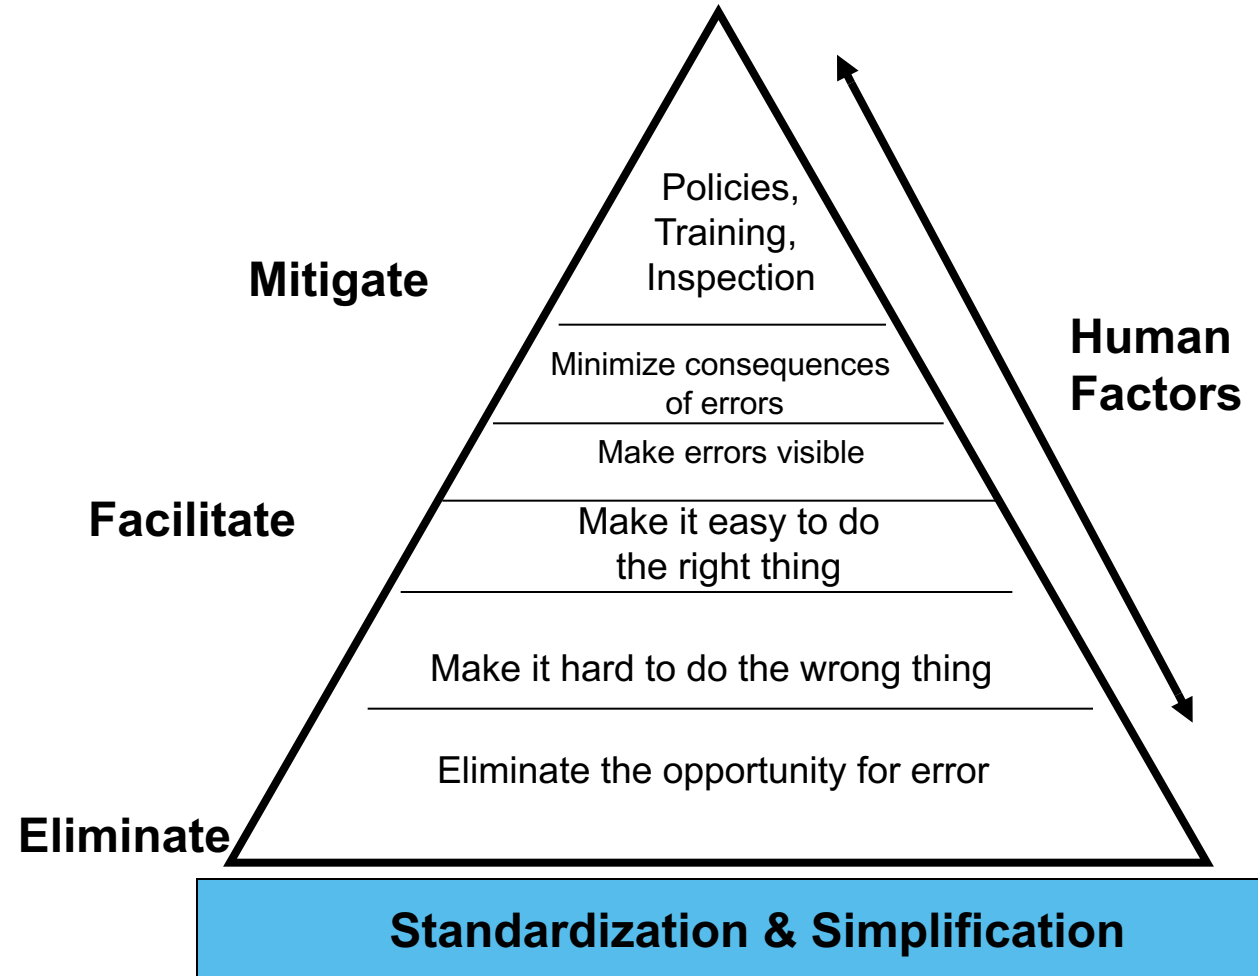 Policies,
Training,
Inspection
Mitigate
Human
Factors
Minimize consequences
of errors
Make errors visible
Facilitate
Make it easy to do
the right thing
Make it hard to do the wrong thing
Eliminate the opportunity for error
Eliminate
Standardization & Simplification